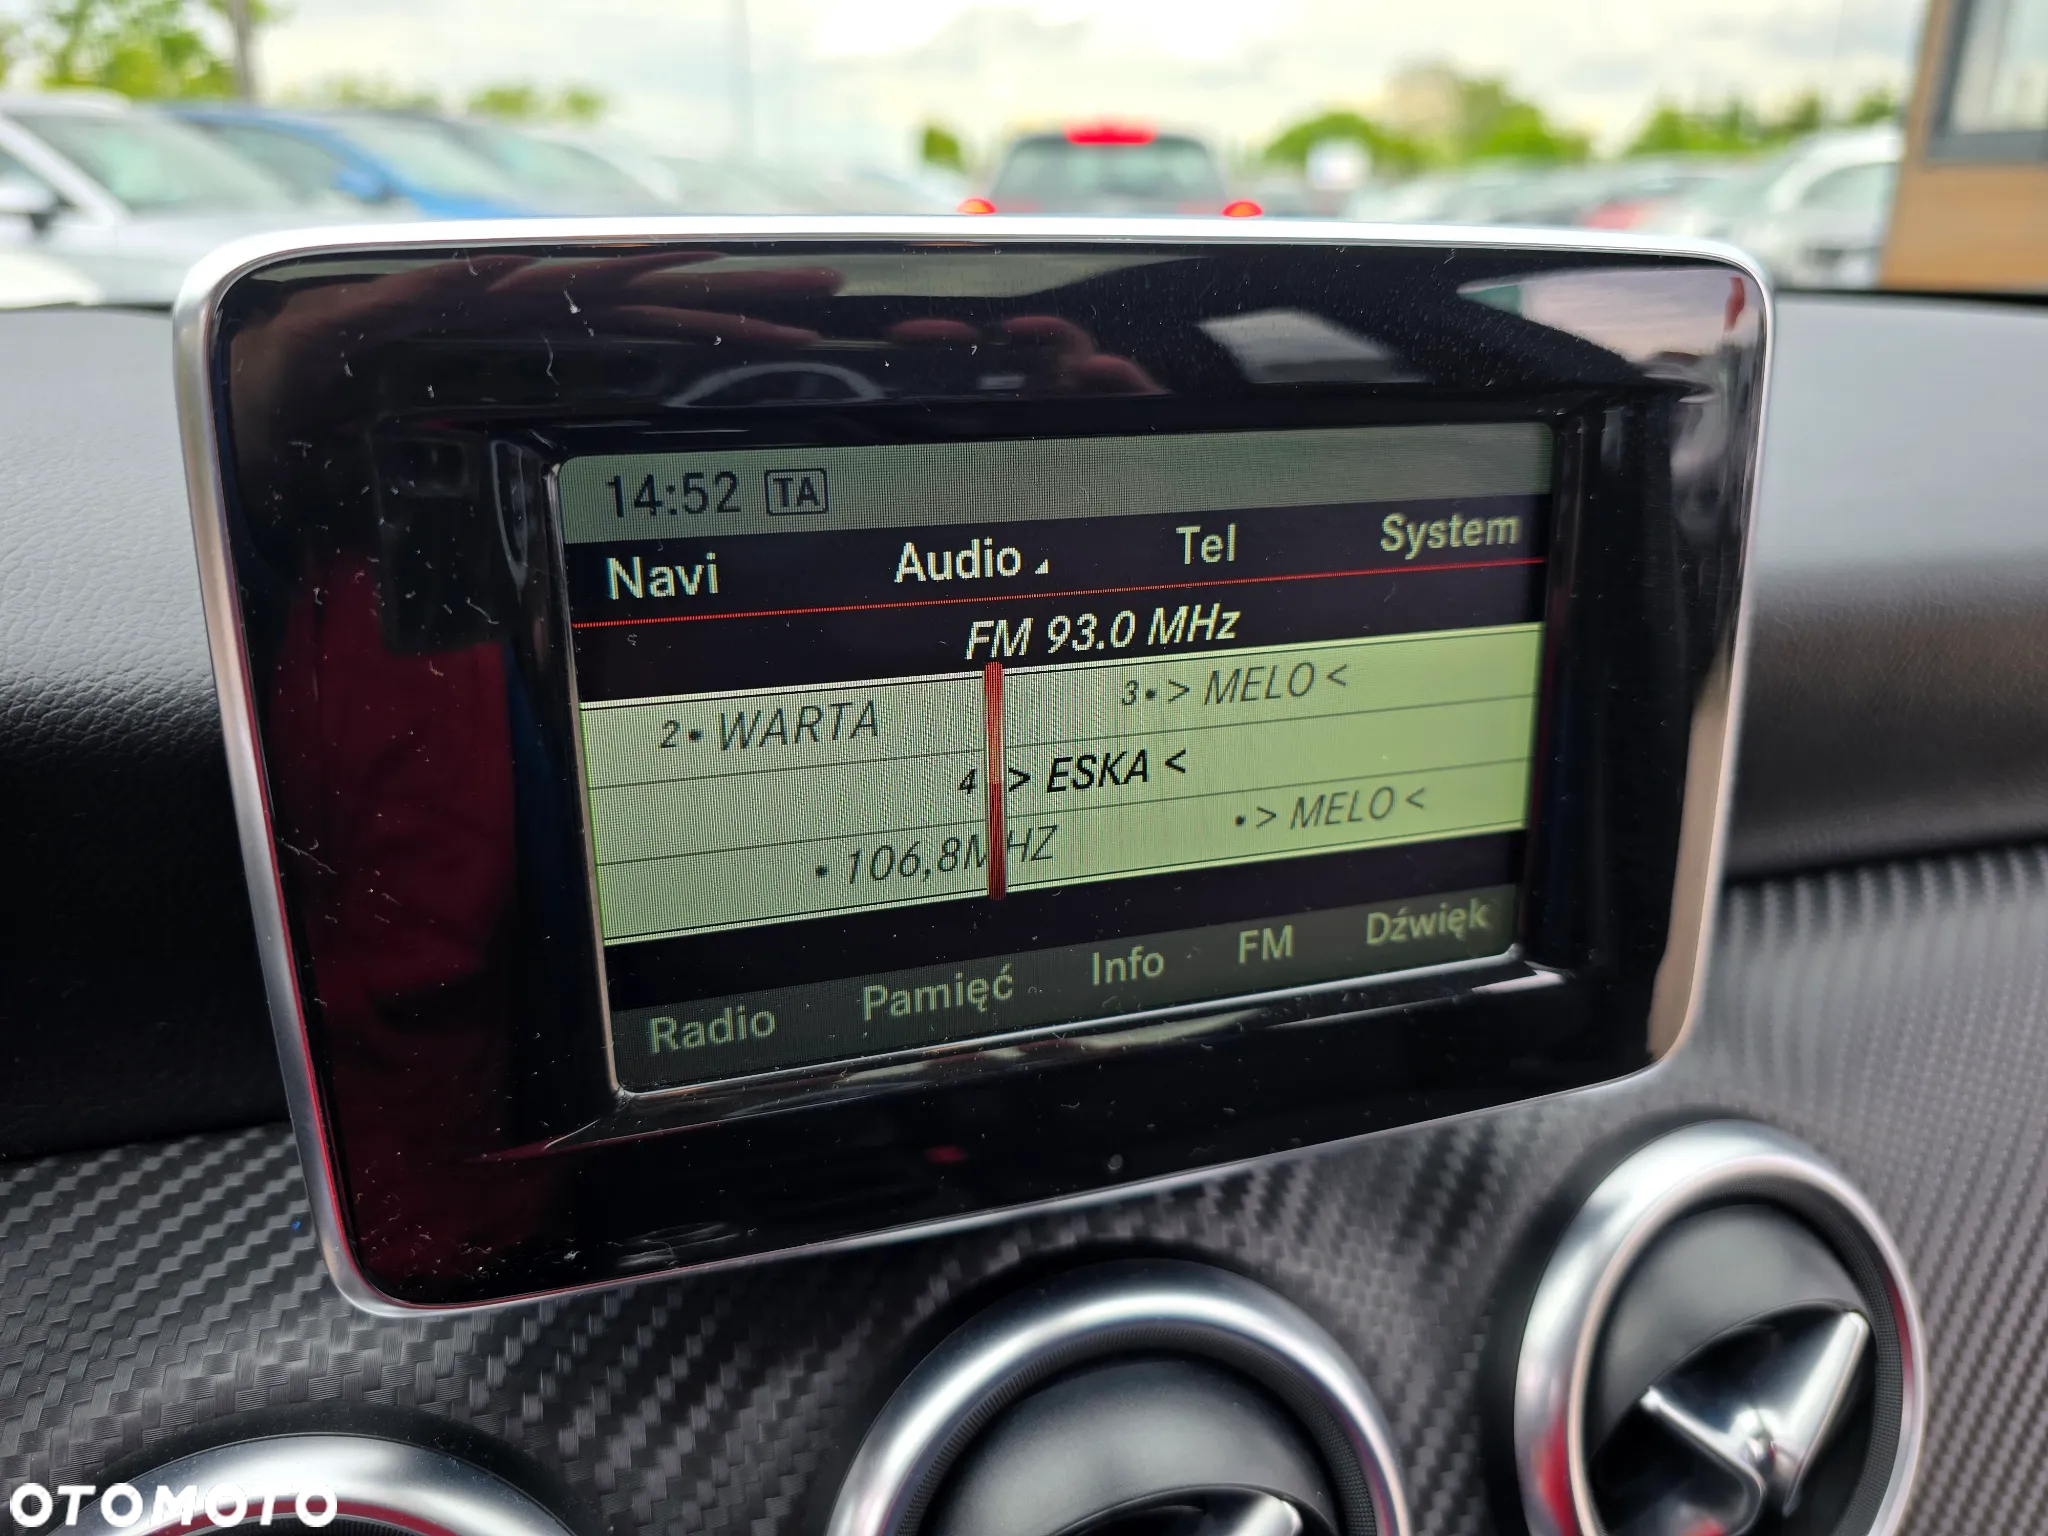 14:52 TA
Navi Audio Tel System
FM 93.0 MHz
2• WARTA 3•> MELO <
4 > ESKA <
• 106,8MHZ •> MELO <
Radio Pamięć Info FM Dźwięk
OTOMOTO